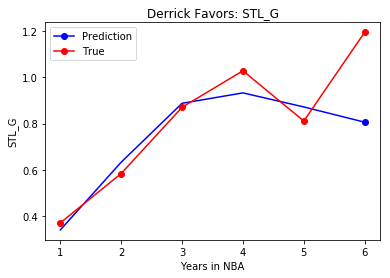 Derrick Favors: STL_G
Prediction
True
1.2
1.0
0.8
0.6
0.4
STL_G
1 2 3 4 5 6
Years in NBA